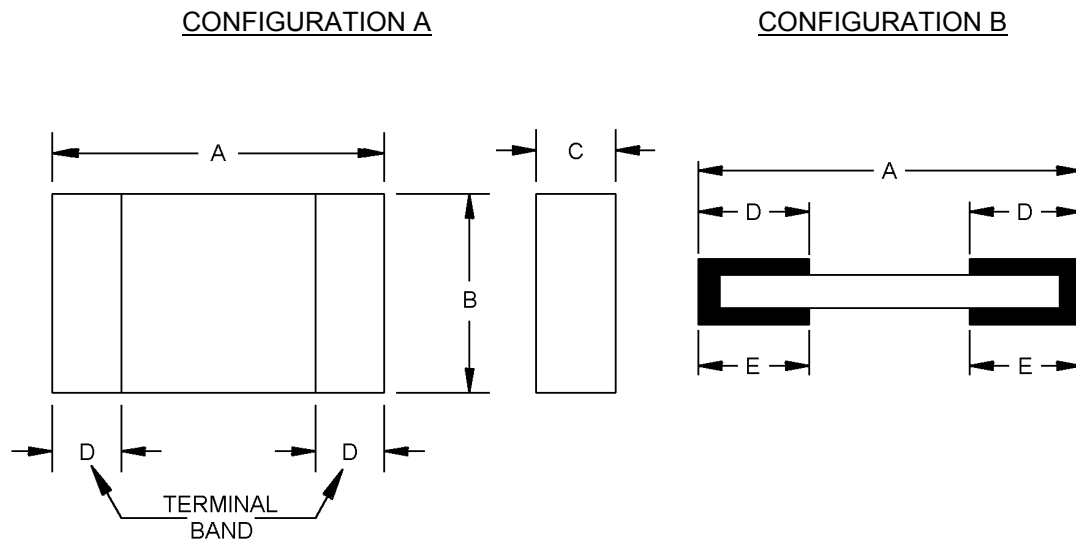 CONFIGURATION A
CONFIGURATION B
A
C
A
D
D
B
E
E
D
D
TERMINAL
BAND